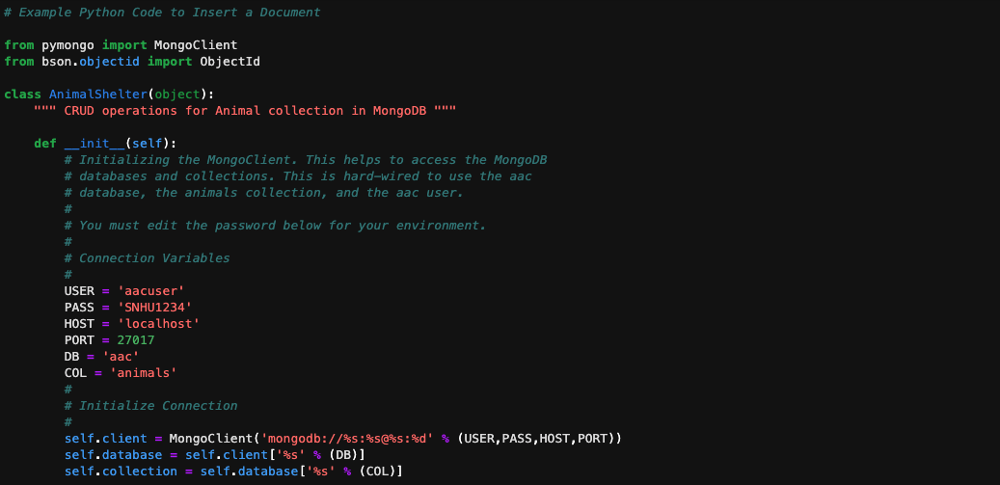 # Example Python Code to Insert a Document
from pymongo import MongoClient
from bson.objectid import ObjectId
class AnimalShelter(object):
""" CRUD operations for Animal collection in MongoDB """
def __init__(self):
# Initializing the MongoClient. This helps to access the MongoDB
# databases and collections. This is hard-wired to use the aac
# database, the animals collection, and the aac user.
#
# You must edit the password below for your environment.
#
# Connection Variables
#
USER = 'aacuser'
PASS = 'SNHU1234'
HOST = 'localhost'
PORT = 27017
DB = 'aac'
COL = 'animals'
#
# Initialize Connection
#
self.client = MongoClient('mongodb://%s:%s@%s:%d' % (USER,PASS,HOST,PORT))
self.database = self.client['%s' % (DB)]
self.collection = self.database['%s' % (COL)]